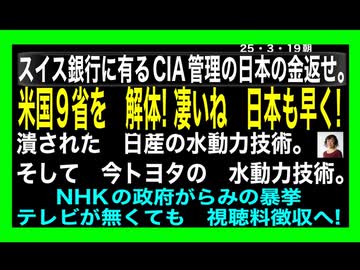 25・3・19朝
スイス銀行に有るCIA管理の日本の金返せ。
米国9省を　解体!凄いね　日本も早く!
潰された　日産の水動力技術。
そして　今トヨタの　水動力技術。
NHKの政府がらみの暴挙
テレビが無くても　視聴料徴収へ!